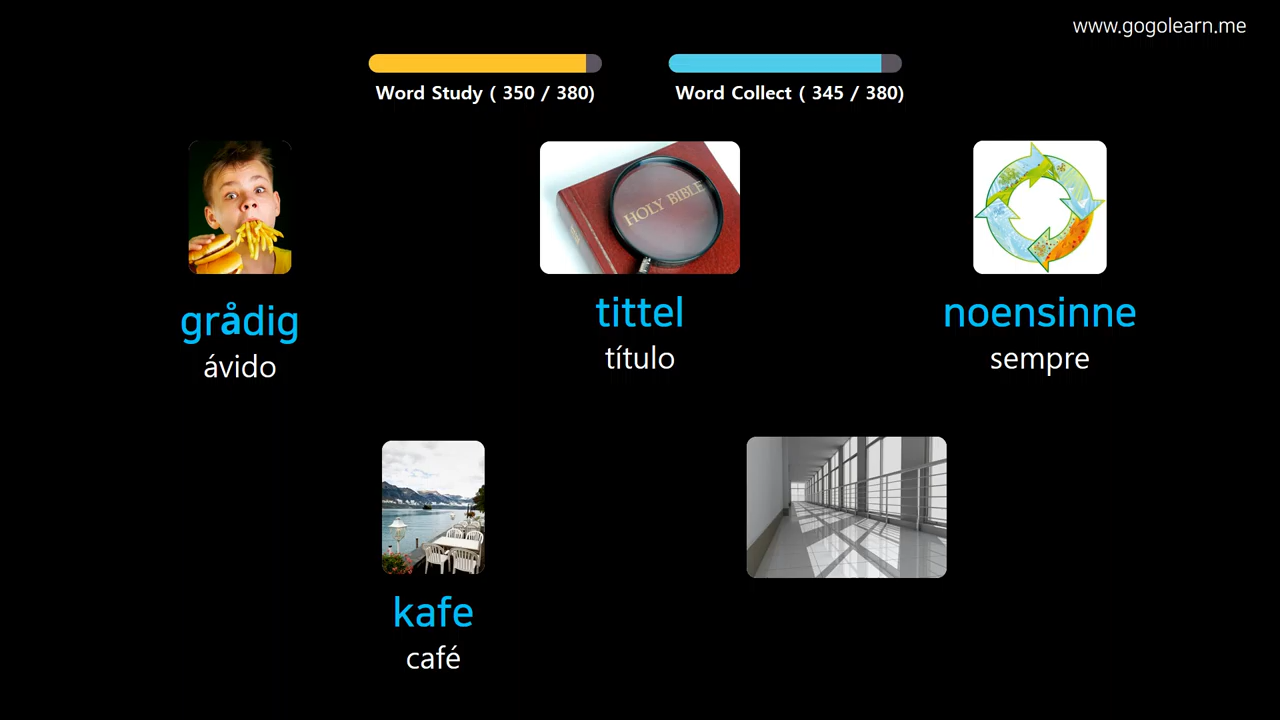 www.gogolearn.me
Word Study ( 350 / 380)
Word Collect ( 345 / 380)
HOLY BIBLE
grådig
ávido
tittel
título
noensinne
sempre
kafe
café